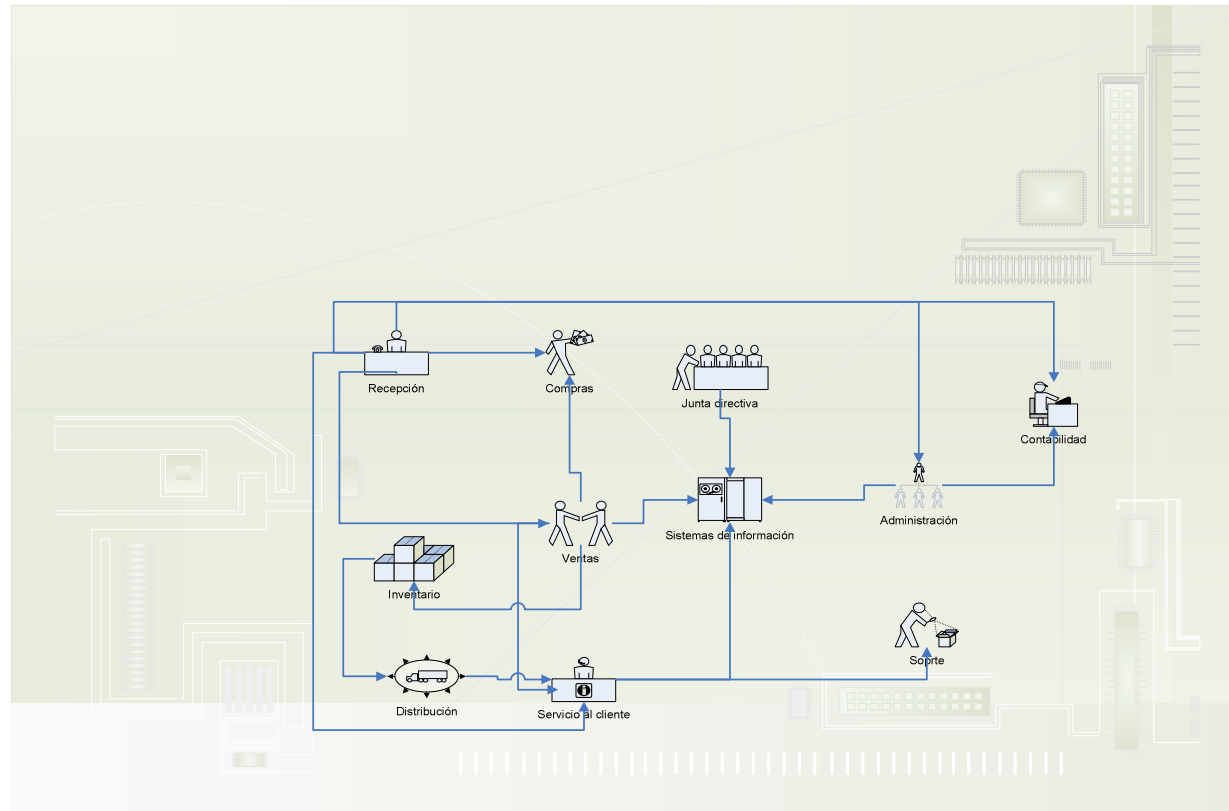 Recepción
Compras
Junta directiva
Contabilidad
Sistemas de información
Administración
Ventas
Inventario
Soprte
Distribución
Servicio al cliente